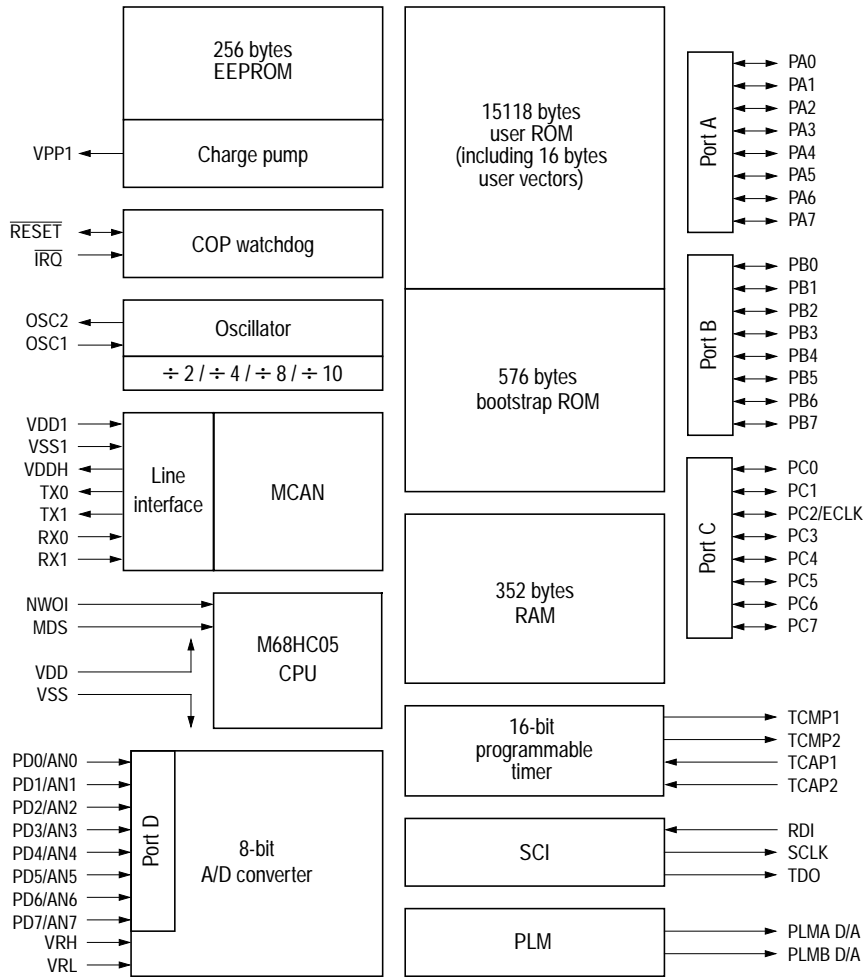 256 bytes
EEPROM
Charge pump
VPP1
RESET
IRQ
COP watchdog
OSC2
OSC1
Oscillator
÷ 2 / ÷ 4 / ÷ 8 / ÷ 10
VDD1
VSS1
VDDH
TX0
TX1
RX0
RX1
Line
interface
MCAN
NWOI
MDS
VDD
VSS
M68HC05
CPU
PD0/AN0
PD1/AN1
PD2/AN2
PD3/AN3
PD4/AN4
PD5/AN5
PD6/AN6
PD7/AN7
VRH
VRL
Port D
8-bit
A/D converter
15118 bytes
user ROM
(including 16 bytes
user vectors)
576 bytes
bootstrap ROM
352 bytes
RAM
16-bit
programmable
timer
SCI
PLM
Port A
PA0
PA1
PA2
PA3
PA4
PA5
PA6
PA7
Port B
PB0
PB1
PB2
PB3
PB4
PB5
PB6
PB7
Port C
PC0
PC1
PC2/ECLK
PC3
PC4
PC5
PC6
PC7
TCMP1
TCMP2
TCAP1
TCAP2
RDI
SCLK
TDO
PLMA D/A
PLMB D/A